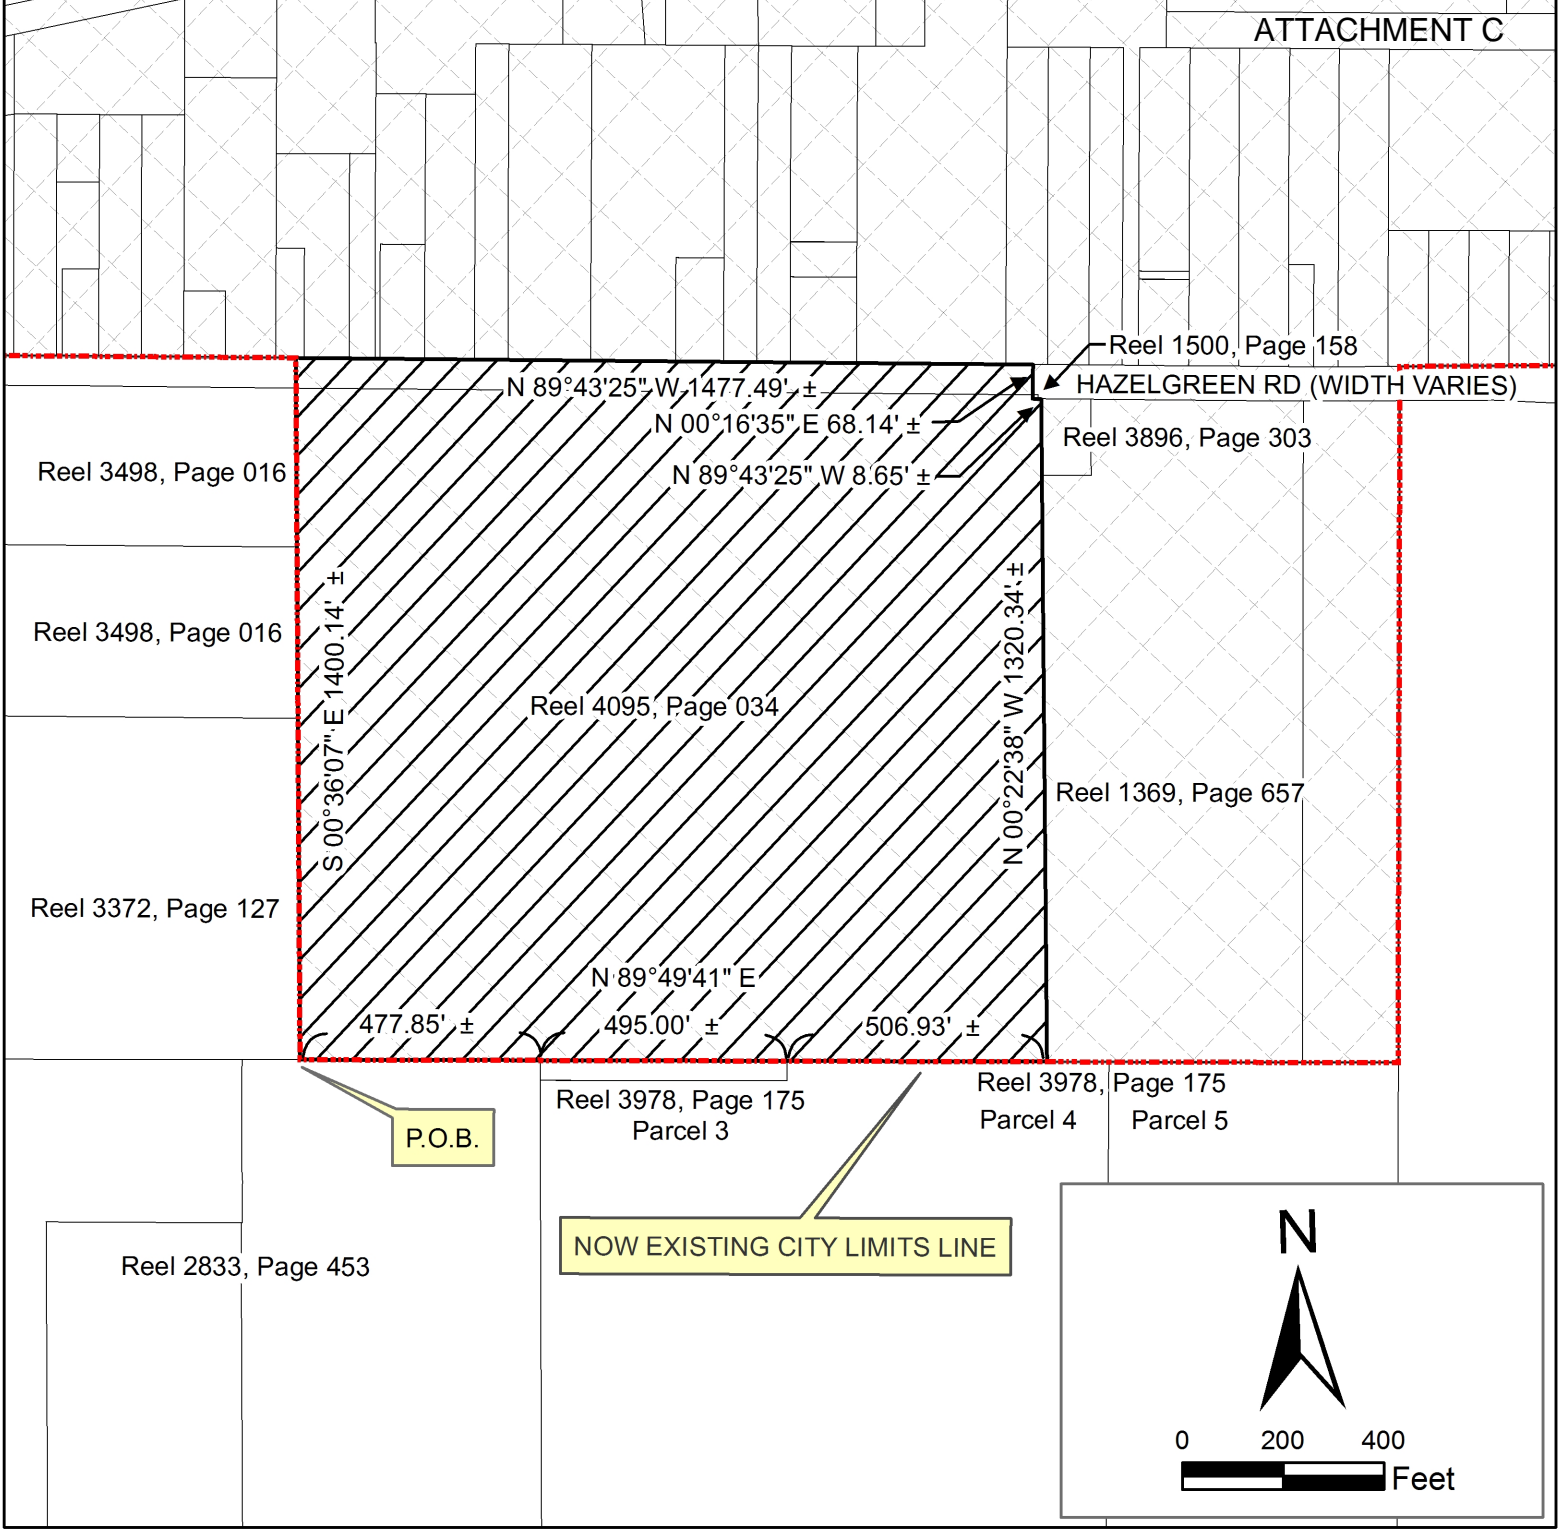 ATTACHMENT C
Reel 1500, Page 158
HAZELGREEN RD (WIDTH VARIES)
N 89°43'25" W 1477.49' ±
N 00°16'35" E 68.14' ±
Reel 3896, Page 303
Reel 3498, Page 016
N 89°43'25" W 8.65' ±
Reel 3498, Page 016
S 00°36'07" E 1400.14' ±
N 00°22'38" W 1320.34' ±
Reel 4095, Page 034
Reel 1369, Page 657
Reel 3372, Page 127
N 89°49'41" E
477.85' ±
495.00' ±
506.93' ±
Reel 3978, Page 175
Parcel 3
Reel 3978, Page 175
Parcel 4
Parcel 5
P.O.B.
NOW EXISTING CITY LIMITS LINE
Reel 2833, Page 453
N
0 200 400
Feet